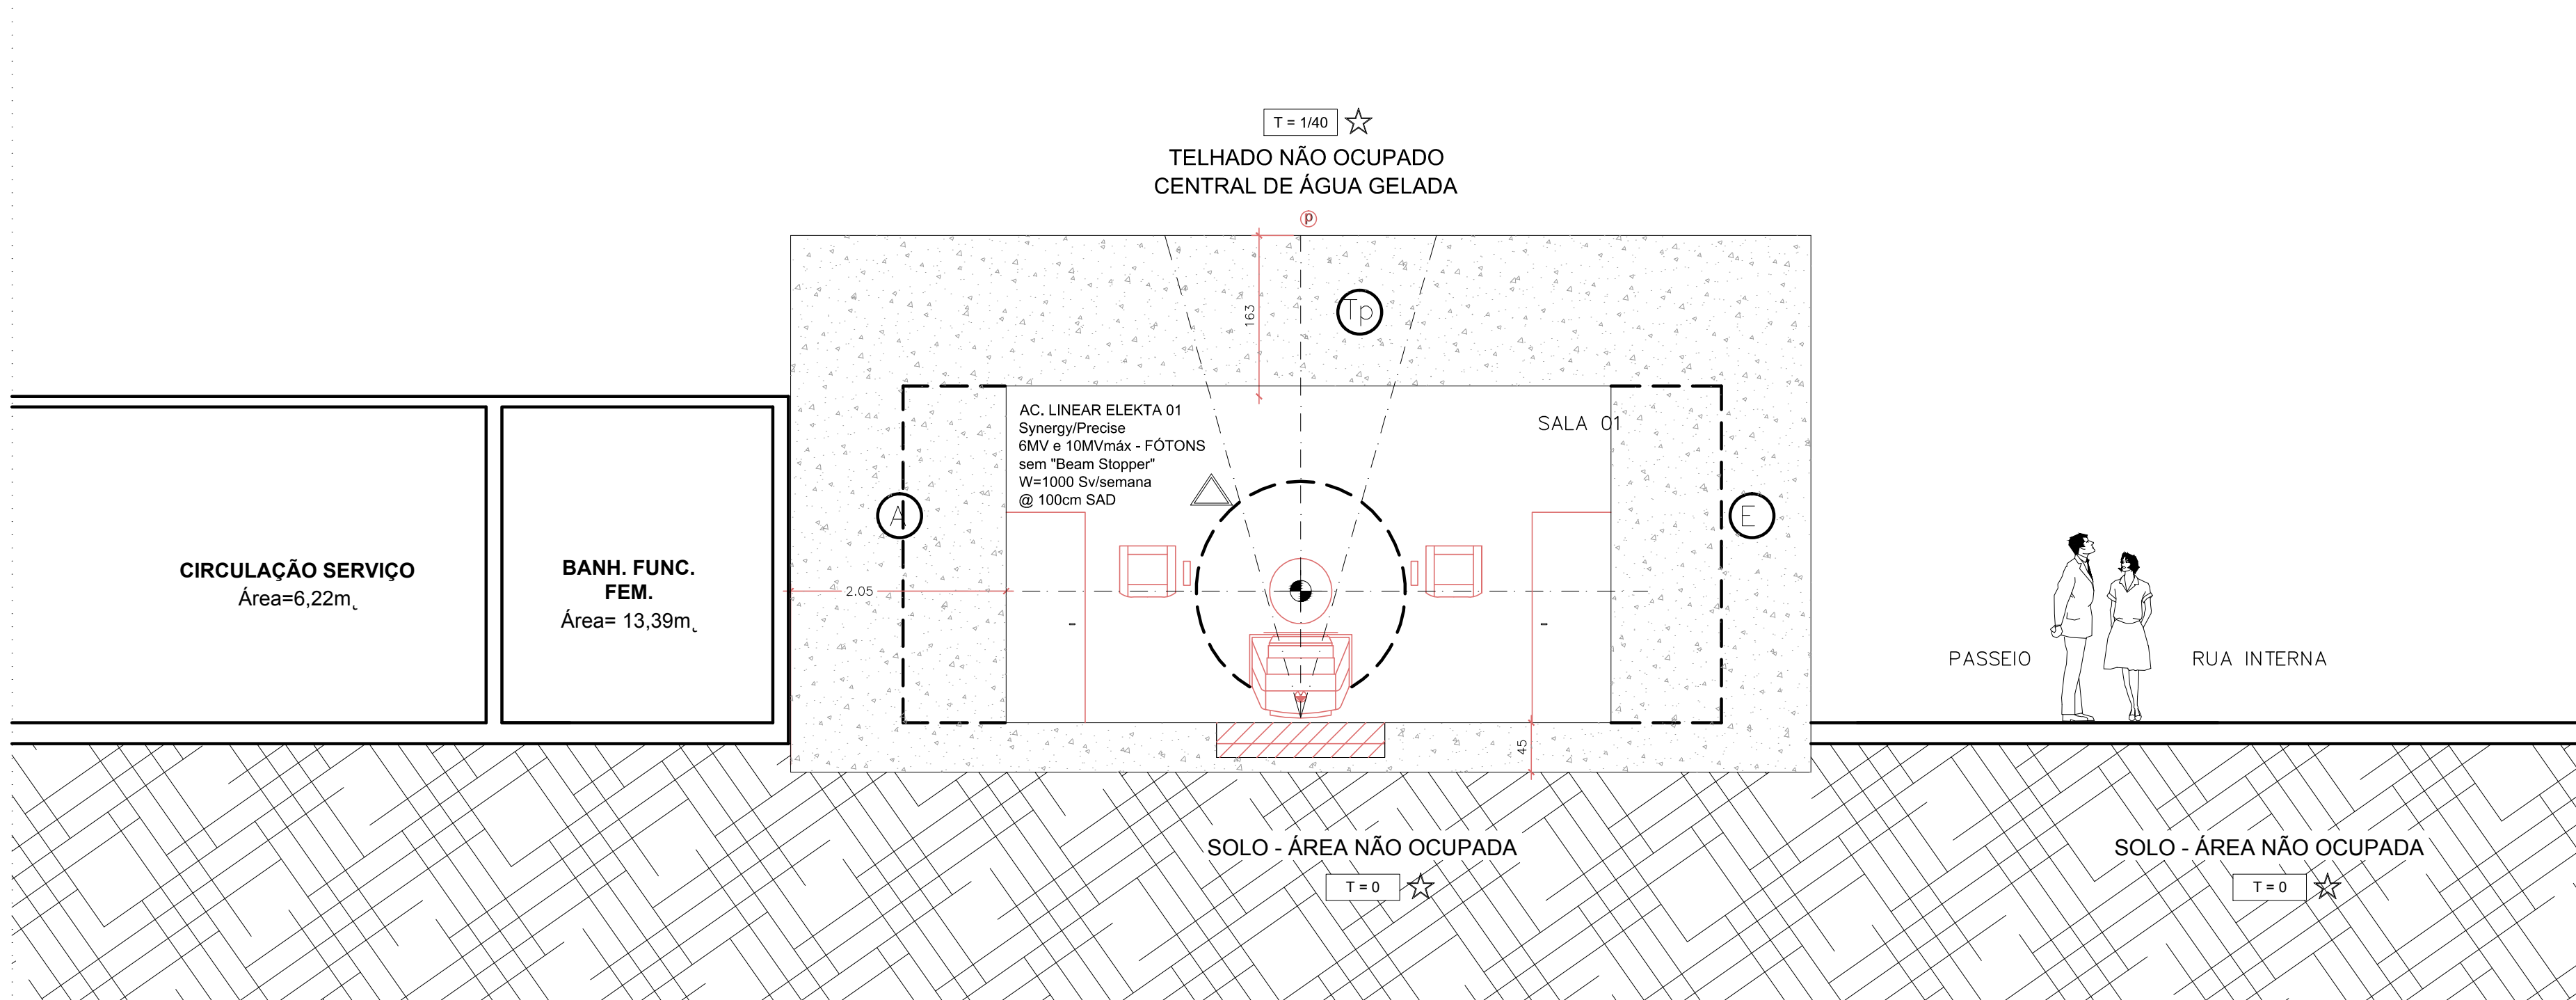 T = 1/40
TELHADO NÃO OCUPADO
CENTRAL DE ÁGUA GELADA
p
163
Tp
AC. LINEAR ELEKTA 01
Synergy/Precise
6MV e 10MVmáx - FÓTONS
sem "Beam Stopper"
W=1000 Sv/semana
@ 100cm SAD
SALA 01
A
E
CIRCULAÇÃO SERVIÇO
Área=6,22m
BANH. FUNC.
FEM.
Área= 13,39m
2.05
PASSEIO
RUA INTERNA
45
SOLO - ÁREA NÃO OCUPADA
T = 0
SOLO - ÁREA NÃO OCUPADA
T = 0